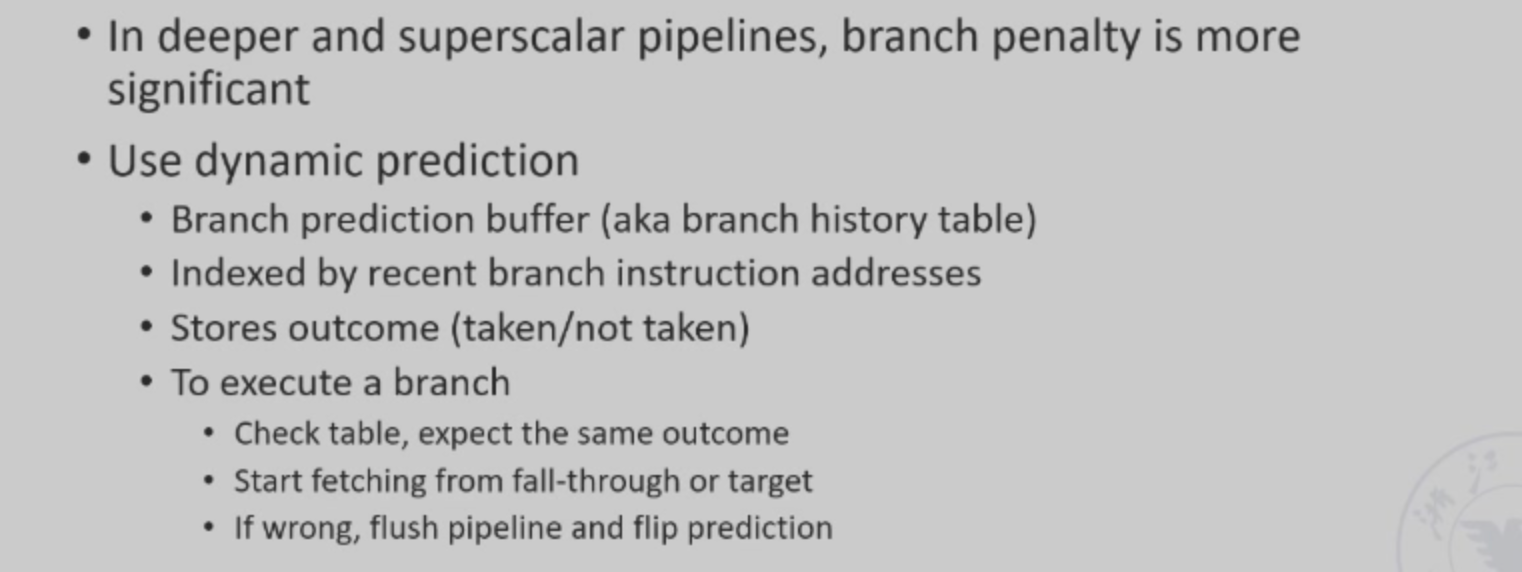 • In deeper and superscalar pipelines, branch penalty is more
significant
• Use dynamic prediction
• Branch prediction buffer (aka branch history table)
• Indexed by recent branch instruction addresses
• Stores outcome (taken/not taken)
• To execute a branch
• Check table, expect the same outcome
• Start fetching from fall-through or target
• If wrong, flush pipeline and flip prediction